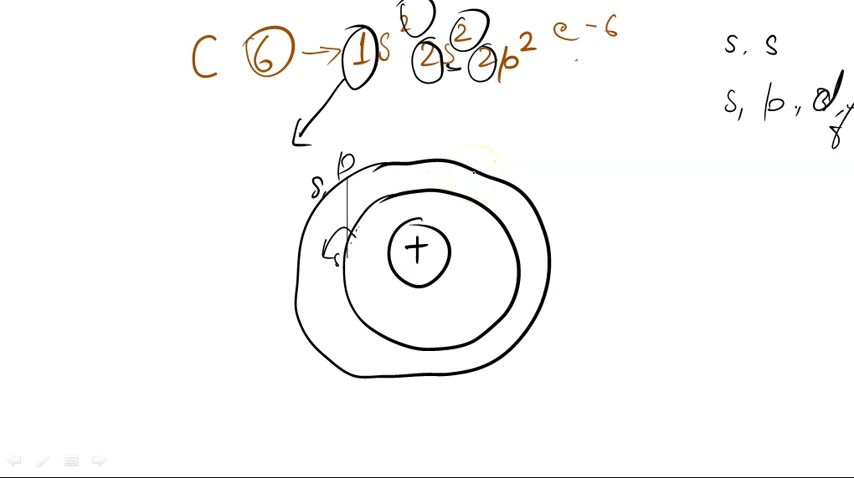 C 6 → 1s² 2s² 2p² e-6
s, s
s, p, d, f
s, p
s
+